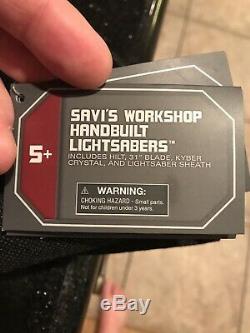 SAVI'S WORKSHOP
HANDBUILT
LIGHTSABERS™
INCLUDES HILT, 31" BLADE, KYBER
CRYSTAL, AND LIGHTSABER SHEATH
5+
WARNING:
CHOKING HAZARD - Small parts.
Not for children under 3 years.